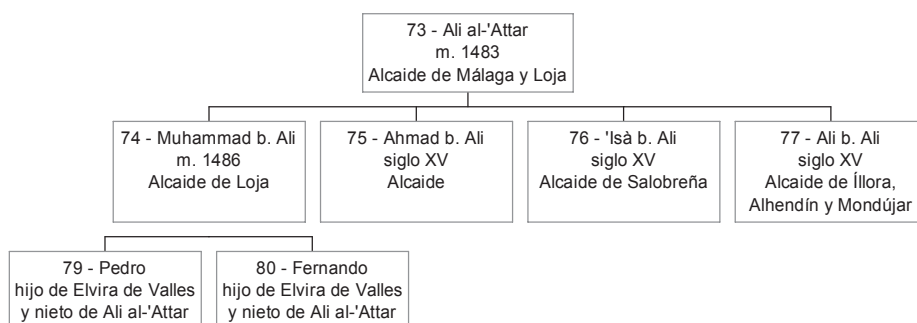 73 - Ali al-'Attar
m. 1483
Alcaide de Málaga y Loja
74 - Muhammad b. Ali
m. 1486
Alcaide de Loja
75 - Ahmad b. Ali
siglo XV
Alcaide
76 - 'Isà b. Ali
siglo XV
Alcaide de Salobreña
77 - Ali b. Ali
siglo XV
Alcaide de Íllora,
Alhendín y Mondújar
79 - Pedro
hijo de Elvira de Valles
y nieto de Ali al-'Attar
80 - Fernando
hijo de Elvira de Valles
y nieto de Ali al-'Attar